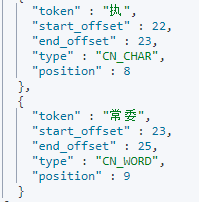 "token" : "执",
"start_offset" : 22,
"end_offset" : 23,
"type" : "CN_CHAR",
"position" : 8
},
{
"token" : "常委",
"start_offset" : 23,
"end_offset" : 25,
"type" : "CN_WORD",
"position" : 9
}